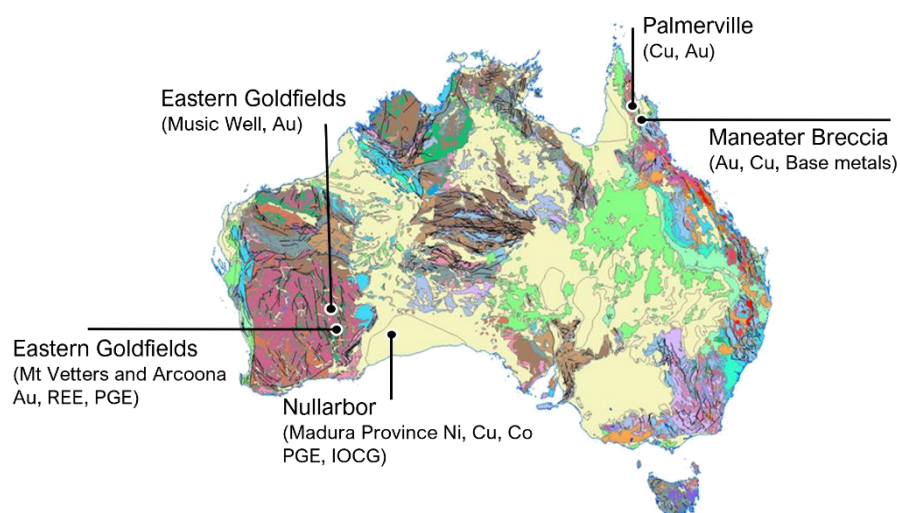 Palmerville
(Cu, Au)
Eastern Goldfields
(Music Well, Au)
Maneater Breccia
(Au, Cu, Base metals)
Eastern Goldfields
(Mt Vetters and Arcoona
Au, REE, PGE)
Nullarbor
(Madura Province Ni, Cu, Co
PGE, IOCG)